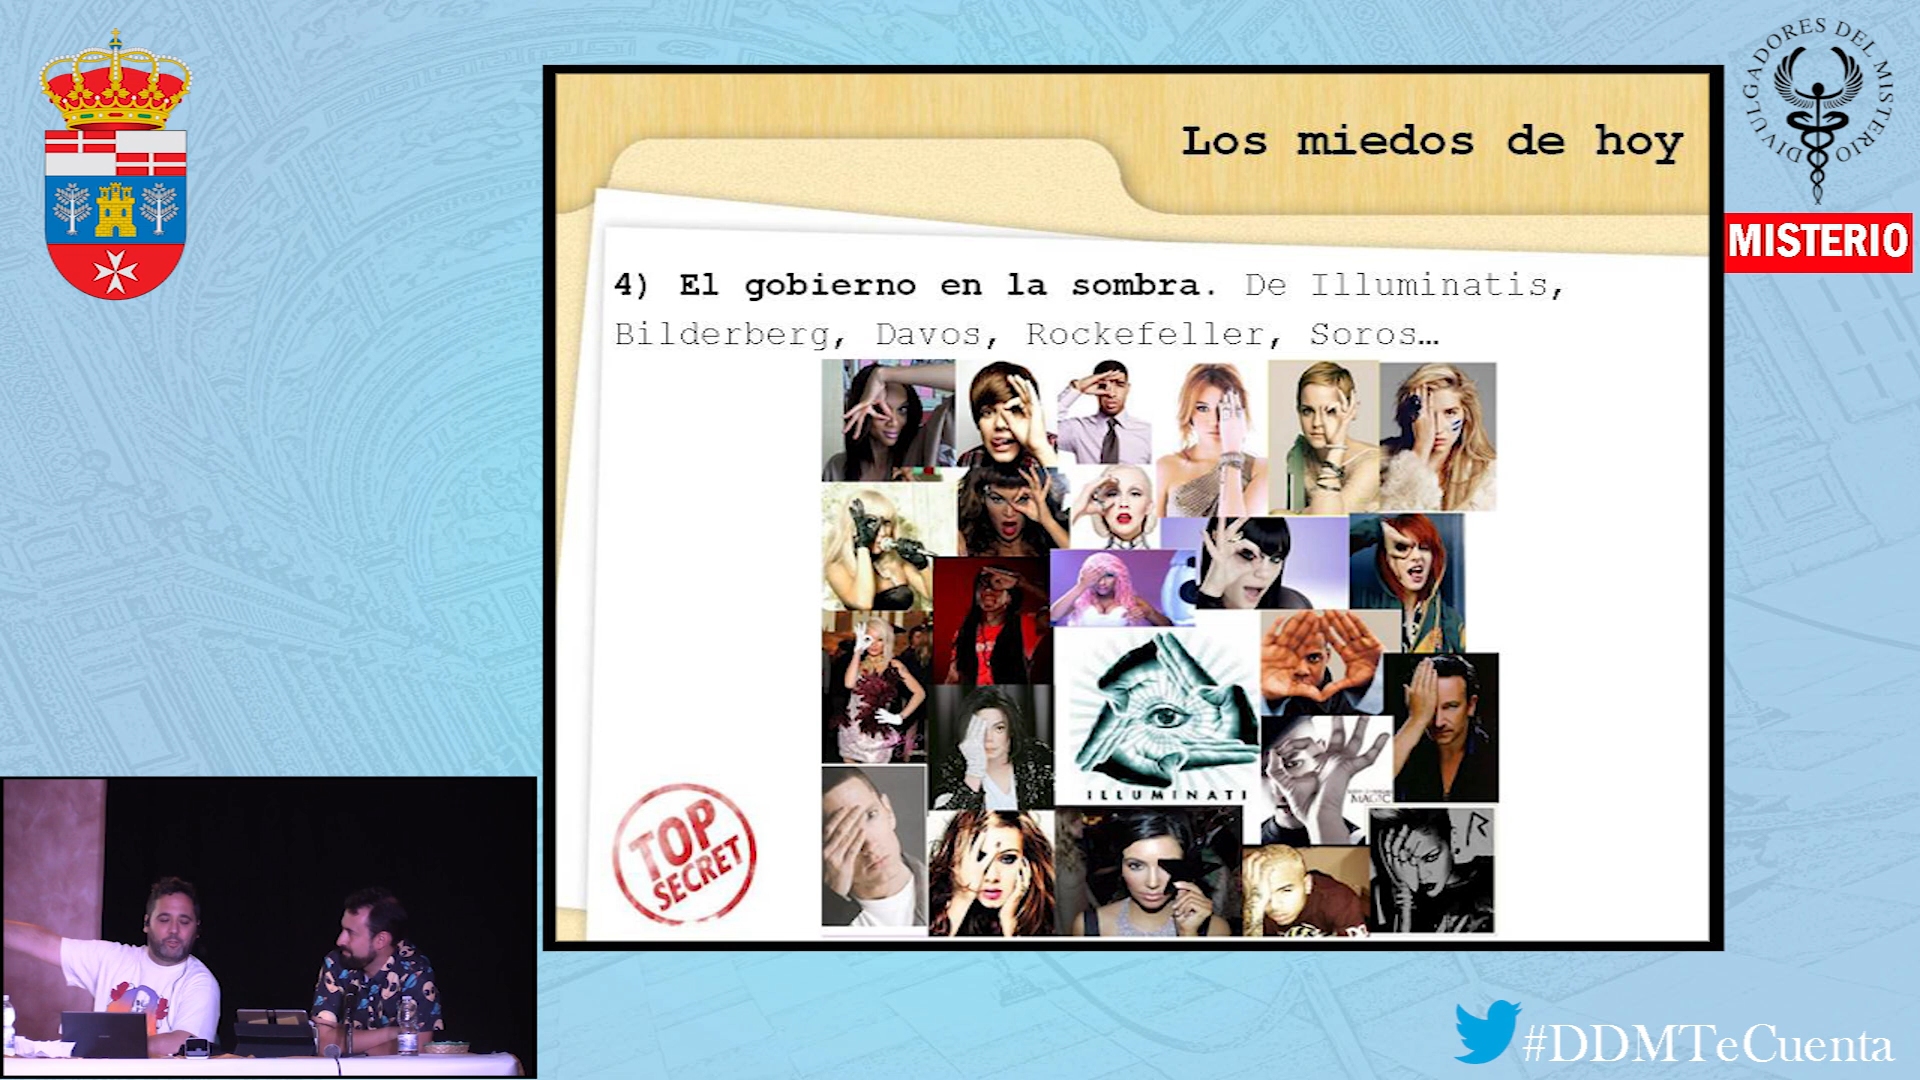 Los miedos de hoy
4) El gobierno en la sombra. De Illuminatis,
Bilderberg, Davos, Rockefeller, Soros…
ILLUMINATI
MAGIC
R
TOP
SECRET
DIVULGADORES DEL MISTERIO
MISTERIO
#DDMTeCuenta